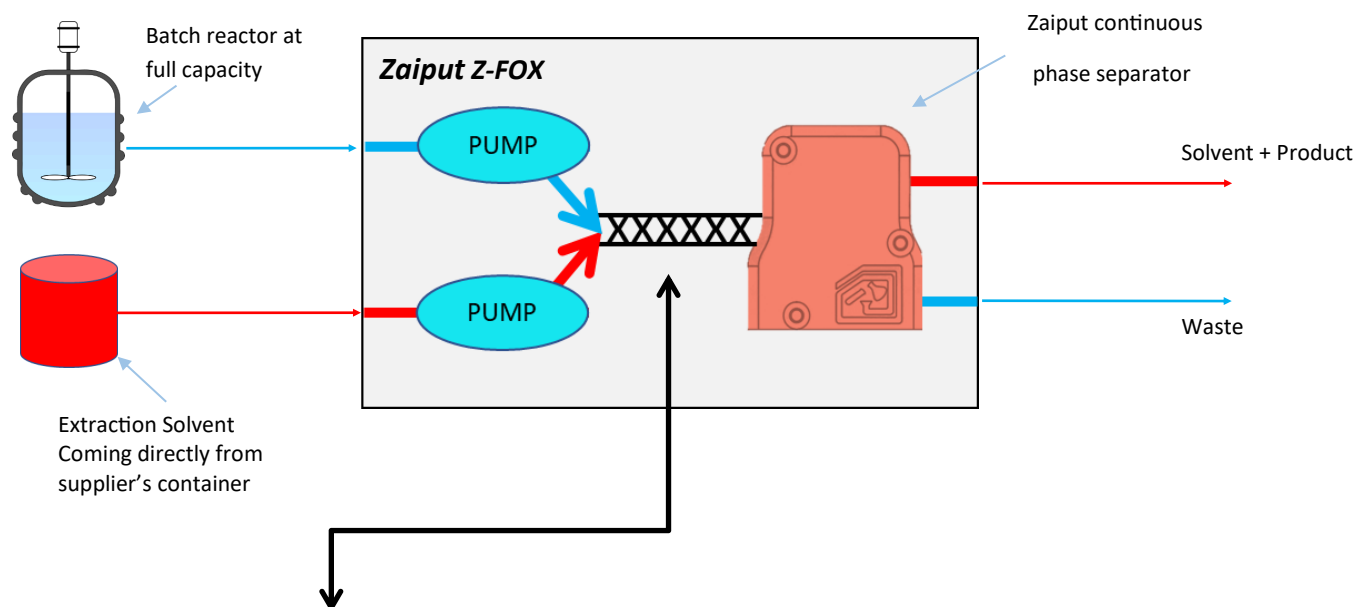 Batch reactor at
full capacity
Zaiput Z-FOX
Zaiput continuous
phase separator
PUMP
Solvent + Product
PUMP
Waste
Extraction Solvent
Coming directly from
supplier’s container